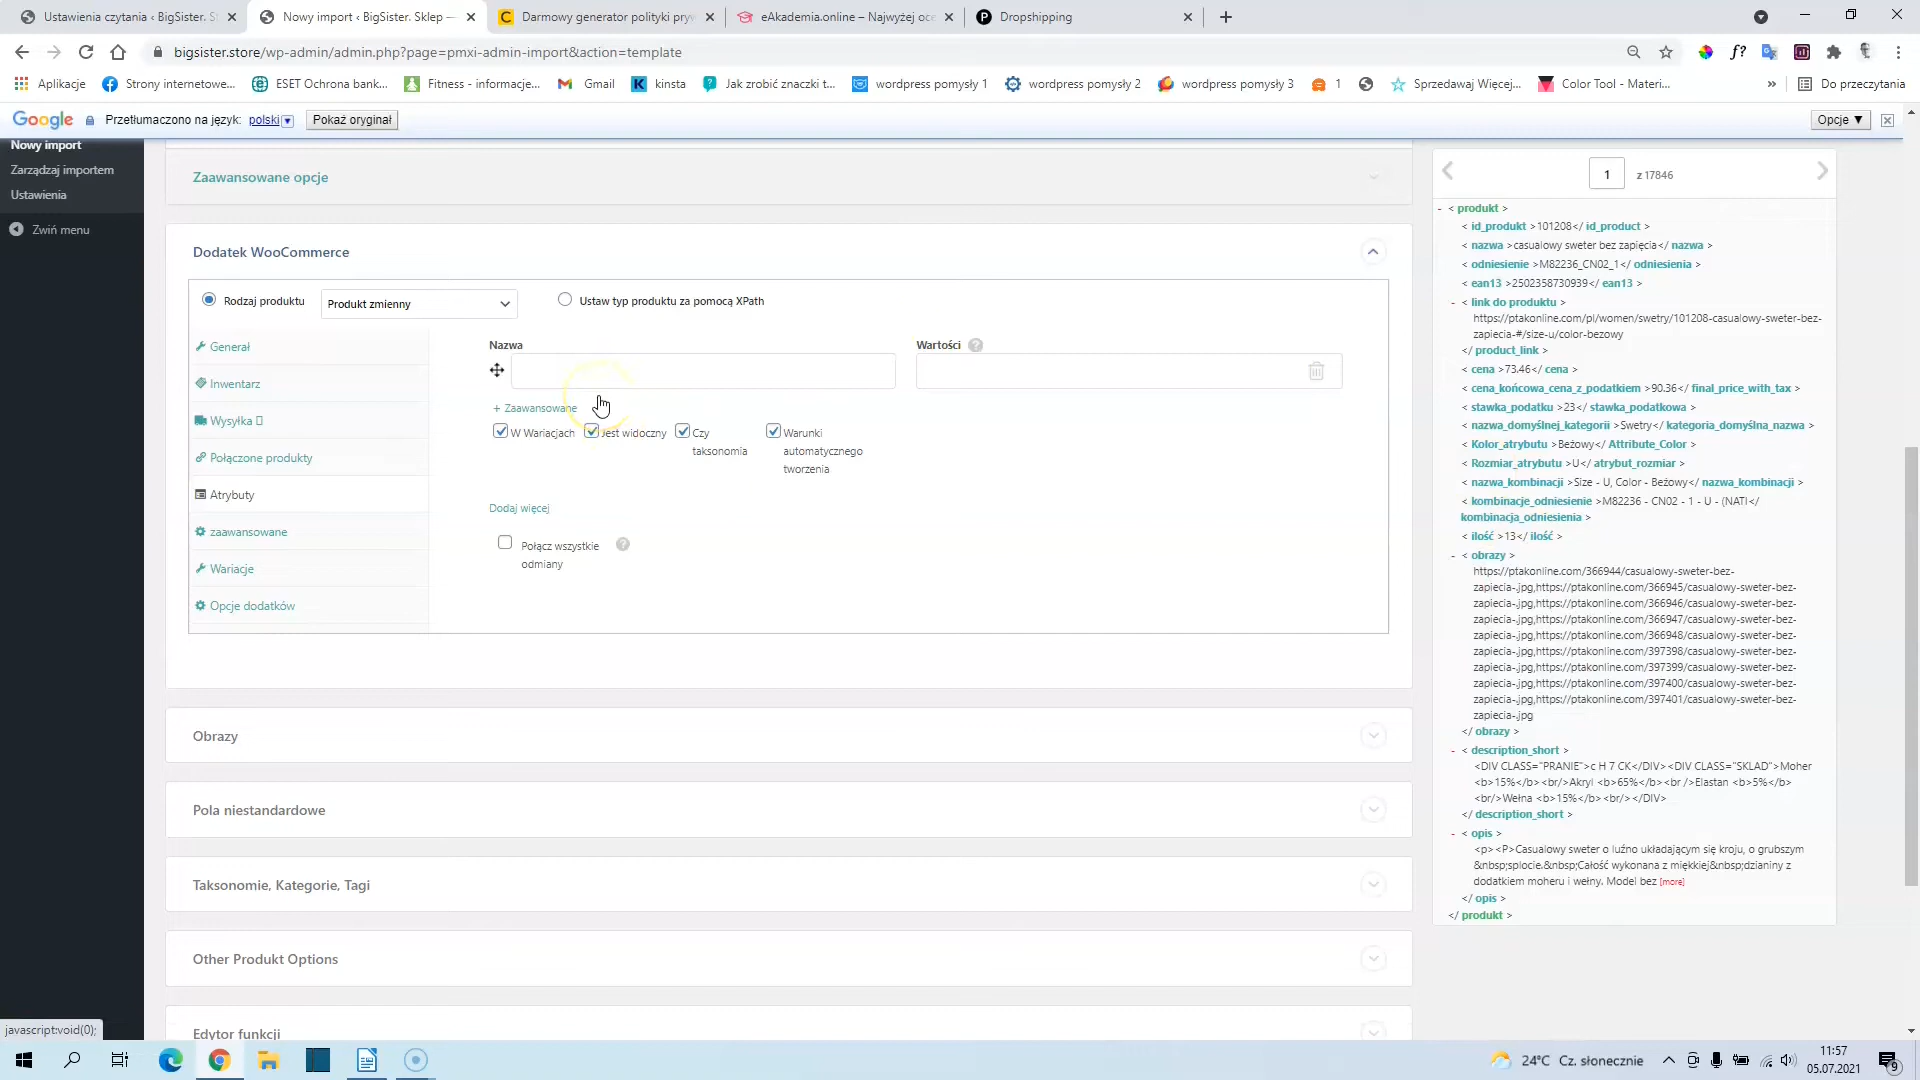 Ustawienia czytania ‹ BigSister. S
Nowy import ‹ BigSister. Sklep —
Darmowy generator polityki pryw
eAkademia.online – Najwyżej oce
Dropshipping
bigsister.store/wp-admin/admin.php?page=pmxi-admin-import&action=template
Aplikacje
Strony internetowe...
ESET Ochrona bank...
Fitness - informacje...
Gmail
kinsta
Jak zrobić znaczki t...
wordpress pomysły 1
wordpress pomysły 2
wordpress pomysły 3
1
Sprzedawaj Więcej,...
Color Tool - Materi...
»
Do przeczytania
Google
Przetłumaczono na język: polski
Pokaż oryginał
Opcje ▼
Nowy import
Zarządzaj importem
Ustawienia
Zwiń menu
Zaawansowane opcje
Dodatek WooCommerce
Rodzaj produktu
Produkt zmienny
Ustaw typ produktu za pomocą XPath
Generał
Inwentarz
Wysyłka
Połączone produkty
Atrybuty
zaawansowane
Wariacje
Opcje dodatków
Nazwa
Wartości
+ Zaawansowane
W Wariacjach
Jest widoczny
Czy
taksonomia
Warunki
automatycznego
tworzenia
Dodaj więcej
Połącz wszystkie
odmiany
Obrazy
Pola niestandardowe
Taksonomie, Kategorie, Tagi
Other Produkt Options
Edytor funkcji
1
z 17846
- < produkt >
< id_produkt >101208</ id_product >
< nazwa >casualowy sweter bez zapięcia</ nazwa >
< odniesienie >M82236_CN02_1</ odniesienia >
< ean13 >2502358730939</ ean13 >
- < link do produktu >
https://ptakonline.com/pl/women/swetry/101208-casualowy-sweter-bez-
zapiecia-#/size-u/color-bezowy
</ product_link >
< cena >73.46</ cena >
< cena_końcowa_cena_z_podatkiem >90.36</ final_price_with_tax >
< stawka_podatku >23</ stawka_podatkowa >
< nazwa_domyślnej_kategorii >Swetry</ kategoria_domyślna_nazwa >
< Kolor_atrybutu >Beżowy</ Attribute_Color >
< Rozmiar_atrybutu >U</ atrybut_rozmiar >
< nazwa_kombinacji >Size - U, Color - Beżowy</ nazwa_kombinacji >
< kombinacje_odniesienie >M82236 - CN02 - 1 - U - (NATI</
kombinacja_odniesienia >
< ilość >13</ ilość >
- < obrazy >
https://ptakonline.com/366944/casualowy-sweter-bez-
zapiecia-.jpg,https://ptakonline.com/366945/casualowy-sweter-bez-
zapiecia-.jpg,https://ptakonline.com/366946/casualowy-sweter-bez-
zapiecia-.jpg,https://ptakonline.com/366947/casualowy-sweter-bez-
zapiecia-.jpg,https://ptakonline.com/366948/casualowy-sweter-bez-
zapiecia-.jpg,https://ptakonline.com/397398/casualowy-sweter-bez-
zapiecia-.jpg,https://ptakonline.com/397399/casualowy-sweter-bez-
zapiecia-.jpg,https://ptakonline.com/397400/casualowy-sweter-bez-
zapiecia-.jpg,https://ptakonline.com/397401/casualowy-sweter-bez-
zapiecia-.jpg
</ obrazy >
- < description_short >
<DIV CLASS="PRANIE">c H 7 CK</DIV><DIV CLASS="SKLAD">Moher
<b>15%</b><br/>Akryl <b>65%</b><br />Elastan <b>5%</b>
<br/>Wełna <b>15%</b><br/></DIV>
</ description_short >
- < opis >
<p><P>Casualowy sweter o luźno układającym się kroju, o grubszym
&nbsp;splocie.&nbsp;Całość wykonana z miękkiej&nbsp;dzianiny z
dodatkiem moheru i wełny. Model bez [more]
</ opis >
</ produkt >
javascript:void(0);
24°C Cz. słonecznie
11:57
05.07.2021
9